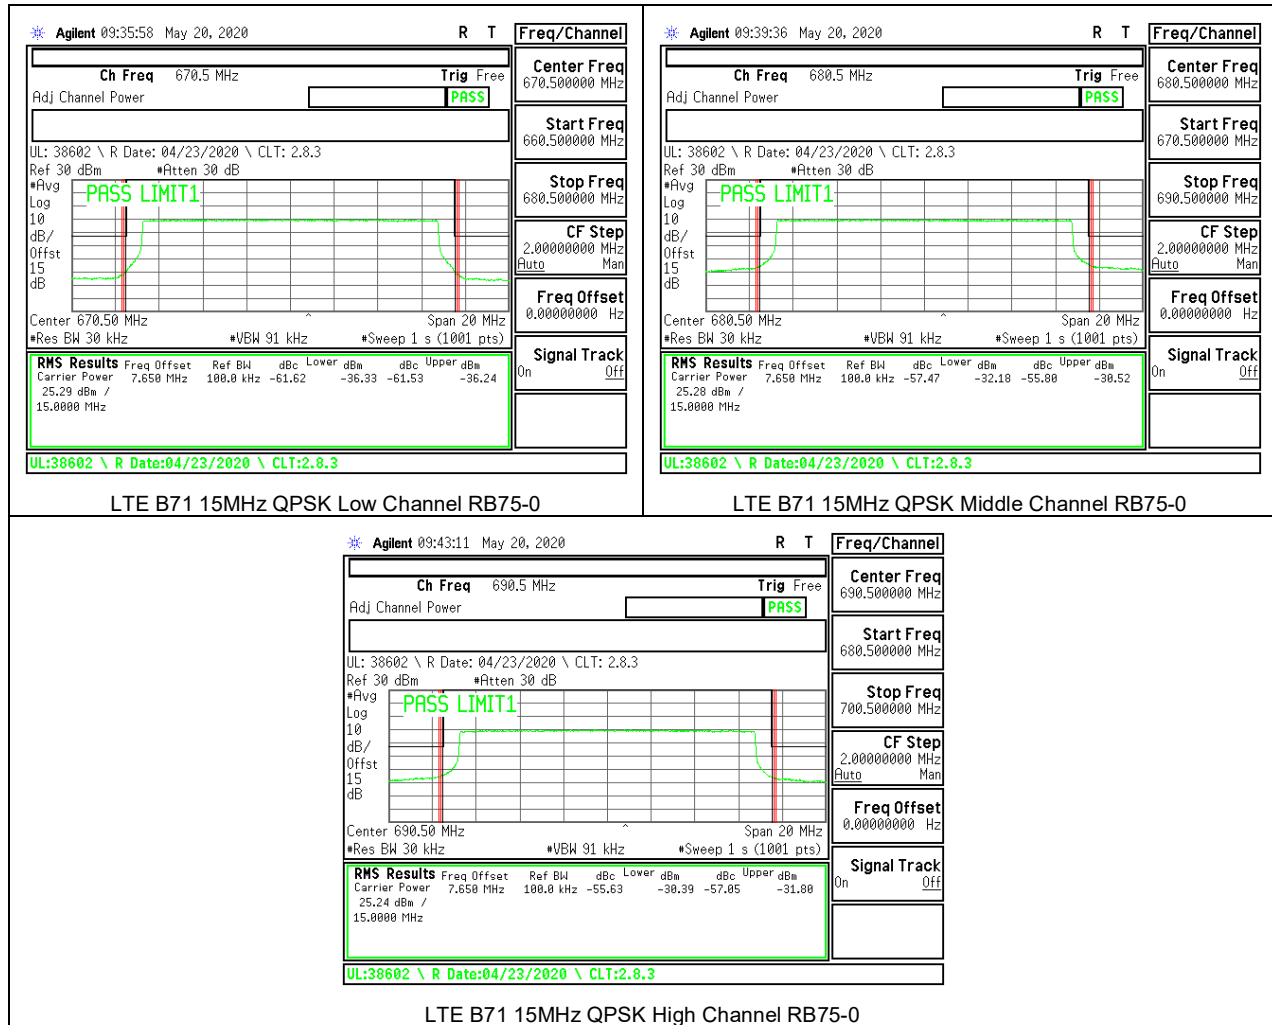 Agilent 09:35:58 May 20, 2020 R T Freq/Channel
Ch Freq 670.5 MHz Trig Free
Adj Channel Power PASS
Center Freq
670.500000 MHz
Start Freq
660.500000 MHz
UL: 38602 \ R Date: 04/23/2020 \ CLT: 2.8.3
Ref 30 dBm #Atten 30 dB
#Avg
Log
10
dB/
Offst
15
dB
PASS LIMIT1
Stop Freq
680.500000 MHz
CF Step
2.00000000 MHz
Auto Man
Freq Offset
0.00000000 Hz
Center 670.50 MHz ^ Span 20 MHz
#Res BW 30 kHz #VBW 91 kHz #Sweep 1 s (1001 pts)
Signal Track
On Off
RMS Results Freq Offset Ref BW dBc Lower dBm dBc Upper dBm
Carrier Power 7.650 MHz 100.0 kHz -61.62 -36.33 -61.53 -36.24
25.29 dBm /
15.0000 MHz
UL:38602 \ R Date:04/23/2020 \ CLT:2.8.3
LTE B71 15MHz QPSK Low Channel RB75-0
Agilent 09:39:36 May 20, 2020 R T Freq/Channel
Ch Freq 680.5 MHz Trig Free
Adj Channel Power PASS
Center Freq
680.500000 MHz
Start Freq
670.500000 MHz
UL: 38602 \ R Date: 04/23/2020 \ CLT: 2.8.3
Ref 30 dBm #Atten 30 dB
#Avg
Log
10
dB/
Offst
15
dB
PASS LIMIT1
Stop Freq
690.500000 MHz
CF Step
2.00000000 MHz
Auto Man
Freq Offset
0.00000000 Hz
Center 680.50 MHz ^ Span 20 MHz
#Res BW 30 kHz #VBW 91 kHz #Sweep 1 s (1001 pts)
Signal Track
On Off
RMS Results Freq Offset Ref BW dBc Lower dBm dBc Upper dBm
Carrier Power 7.650 MHz 100.0 kHz -57.47 -32.18 -55.80 -30.52
25.28 dBm /
15.0000 MHz
UL:38602 \ R Date:04/23/2020 \ CLT:2.8.3
LTE B71 15MHz QPSK Middle Channel RB75-0
Agilent 09:43:11 May 20, 2020 R T Freq/Channel
Ch Freq 690.5 MHz Trig Free
Adj Channel Power PASS
Center Freq
690.500000 MHz
Start Freq
680.500000 MHz
UL: 38602 \ R Date: 04/23/2020 \ CLT: 2.8.3
Ref 30 dBm #Atten 30 dB
#Avg
Log
10
dB/
Offst
15
dB
PASS LIMIT1
Stop Freq
700.500000 MHz
CF Step
2.00000000 MHz
Auto Man
Freq Offset
0.00000000 Hz
Center 690.50 MHz ^ Span 20 MHz
#Res BW 30 kHz #VBW 91 kHz #Sweep 1 s (1001 pts)
Signal Track
On Off
RMS Results Freq Offset Ref BW dBc Lower dBm dBc Upper dBm
Carrier Power 7.650 MHz 100.0 kHz -55.63 -30.39 -57.05 -31.80
25.24 dBm /
15.0000 MHz
UL:38602 \ R Date:04/23/2020 \ CLT:2.8.3
LTE B71 15MHz QPSK High Channel RB75-0